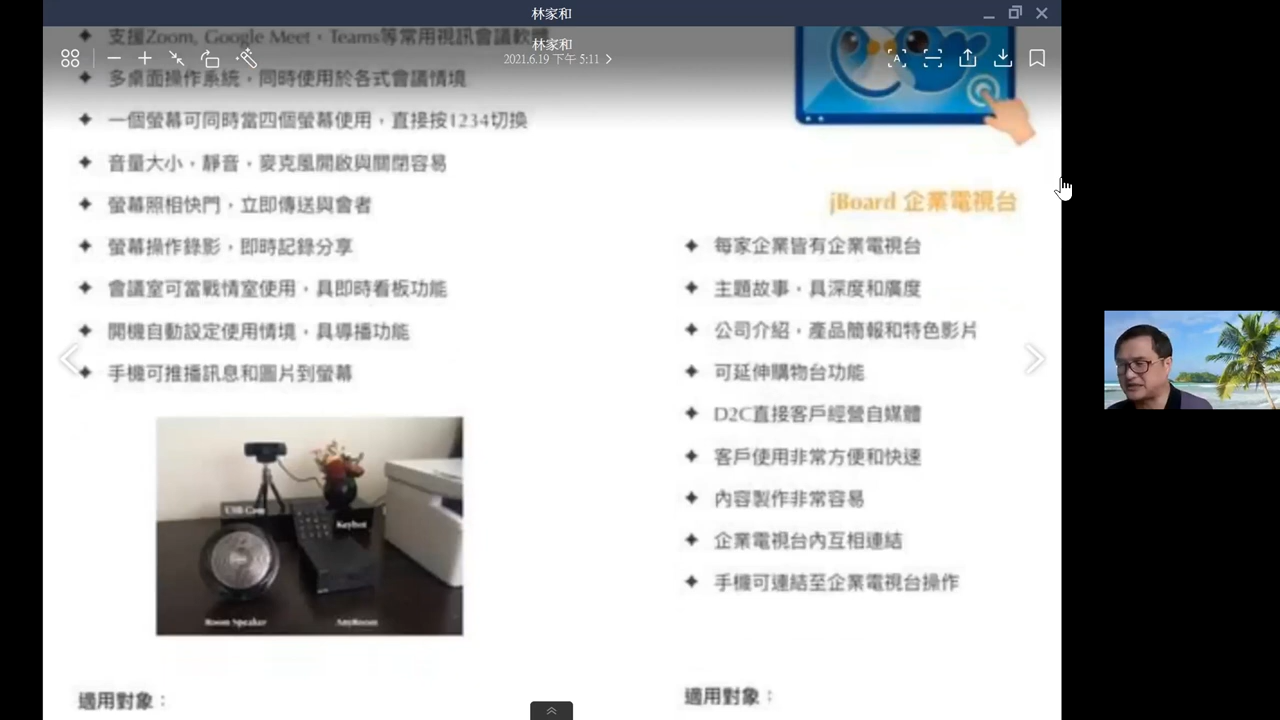 林家和
林家和
2021.6.19 下午 5:11
支援Zoom, Google Meet，Teams等常用視訊會議軟體
多桌面操作系統，同時使用於各式會議情境
一個螢幕可同時當四個螢幕使用，直接按1234切換
音量大小，靜音，麥克風開啟與關閉容易
螢幕照相快門，立即傳送與會者
螢幕操作錄影，即時記錄分享
會議室可當戰情室使用，具即時看板功能
開機自動設定使用情境，具導播功能
手機可推播訊息和圖片到螢幕
USB Cam
Keybot
Room Speaker
AnyRoom
適用對象：
jBoard 企業電視台
每家企業皆有企業電視台
主題故事，具深度和廣度
公司介紹，產品簡報和特色影片
可延伸購物台功能
D2C直接客戶經營自媒體
客戶使用非常方便和快速
內容製作非常容易
企業電視台內互相連結
手機可連結至企業電視台操作
適用對象：